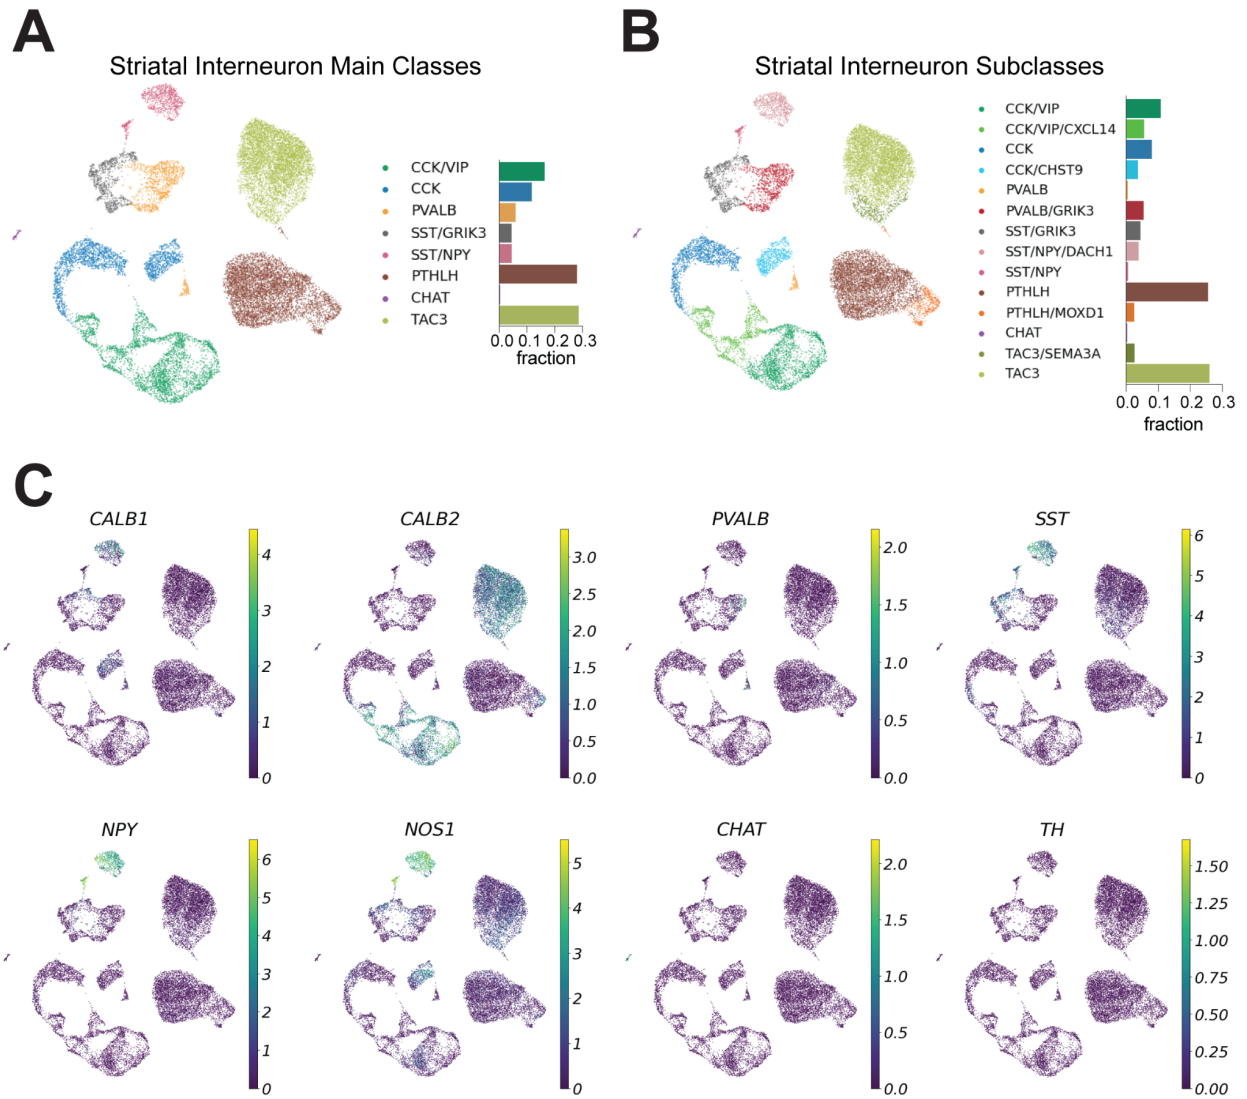 A
B
Striatal Interneuron Main Classes
Striatal Interneuron Subclasses
CCK/VIP
CCK
PVALB
SST/GRIK3
SST/NPY
PTHLH
CHAT
TAC3
0.0 0.1 0.2 0.3
fraction
CCK/VIP
CCK/VIP/CXCL14
CCK
CCK/CHST9
PVALB
PVALB/GRIK3
SST/GRIK3
SST/NPY/DACH1
SST/NPY
PTHLH
PTHLH/MOXD1
CHAT
TAC3/SEMA3A
TAC3
0.0 0.1 0.2 0.3
fraction
C
CALB1
4
3
2
1
0
CALB2
3.0
2.5
2.0
1.5
1.0
0.5
0.0
PVALB
2.0
1.5
1.0
0.5
0.0
SST
6
5
4
3
2
1
0
NPY
6
5
4
3
2
1
0
NOS1
5
4
3
2
1
0
CHAT
2.0
1.5
1.0
0.5
0.0
TH
1.50
1.25
1.00
0.75
0.50
0.25
0.00